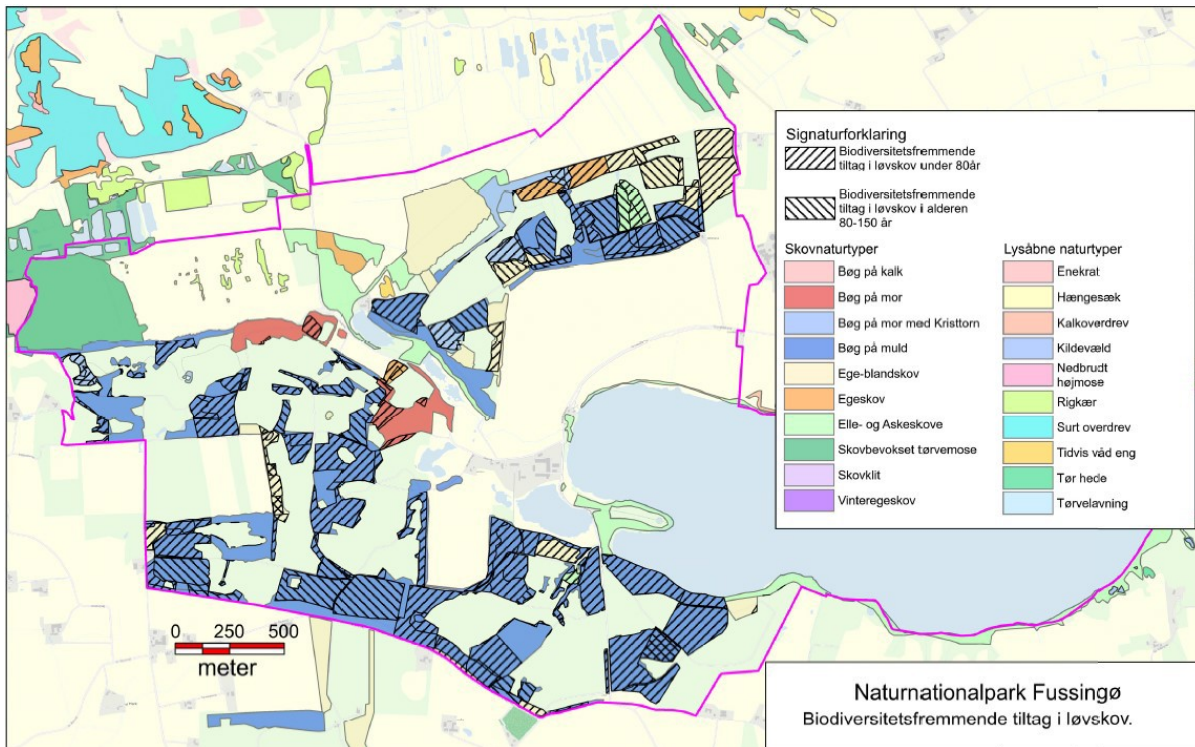 Signaturforklaring
Biodiversitetsfremmende
tiltag i løvskov under 80år
Biodiversitetsfremmende
tiltag i løvskov i alderen
80-150 år
Skovnaturtyper
Bøg på kalk
Bøg på mor
Bøg på mor med Kristtorn
Bøg på muld
Ege-blandskov
Egeskov
Elle- og Askeskove
Skovbevokset tørvemose
Skovklit
Vinteregeskov
Lysåbne naturtyper
Enekrat
Hængesæk
Kalkoverdrev
Kildevæld
Nedbrudt
højmose
Rigkær
Surt overdrev
Tidvis våd eng
Tør hede
Tørvelavning
0 250 500
meter
Naturnationalpark Fussingø
Biodiversitetsfremmende tiltag i løvskov.